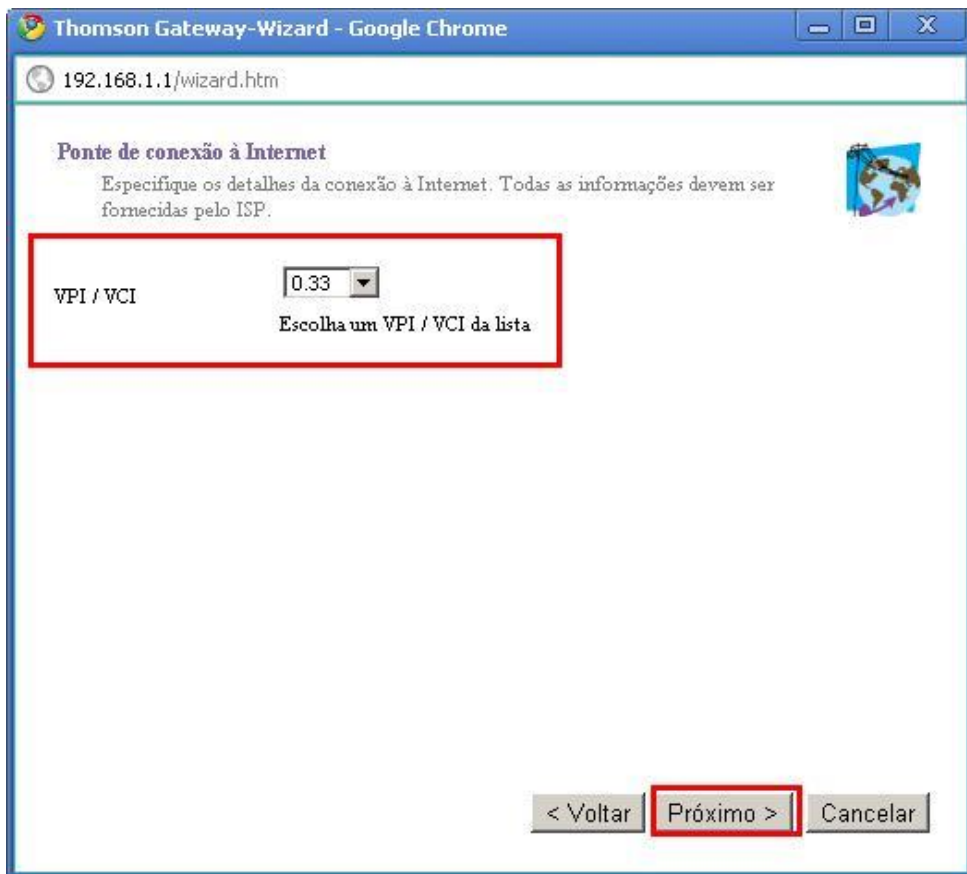 Thomson Gateway-Wizard - Google Chrome
192.168.1.1/wizard.htm
Ponte de conexão à Internet
Especifique os detalhes da conexão à Internet. Todas as informações devem ser
fornecidas pelo ISP.
VPI / VCI
0.33
Escolha um VPI / VCI da lista
< Voltar
Próximo >
Cancelar